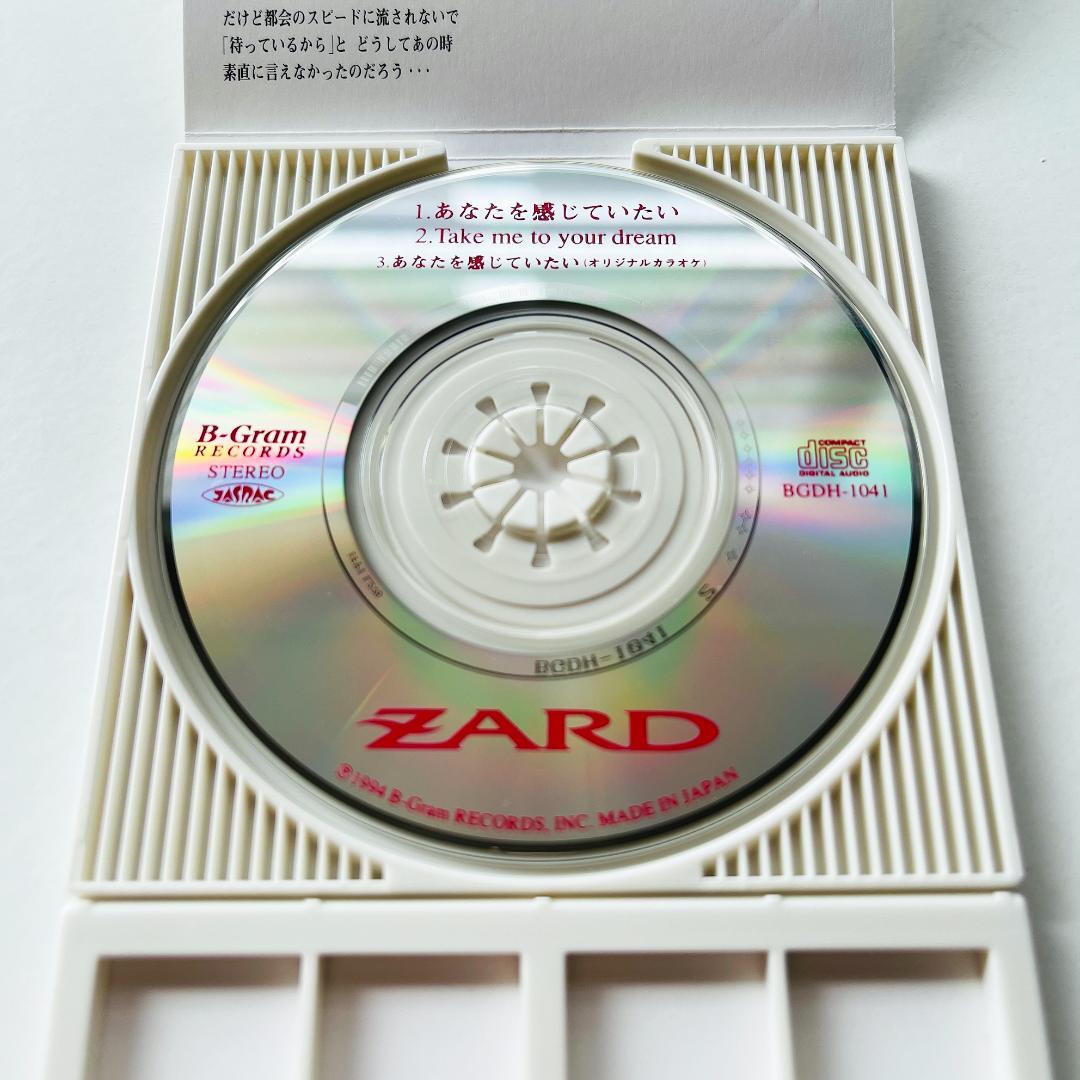 だけど都会のスピードに流されないで
「待っているから」と どうしてあの時
素直に言えなかったのだろう・・・
1.あなたを感じていたい
2.Take me to your dream
3.あなたを感じていたい(オリジナルカラオケ)
B-Gram
RECORDS
STEREO
JASRAC
COMPACT
disc
DIGITAL AUDIO
BGDH-1041
BGDH-1041
S
ZARD
℗1994 B-Gram RECORDS, INC. MADE IN JAPAN